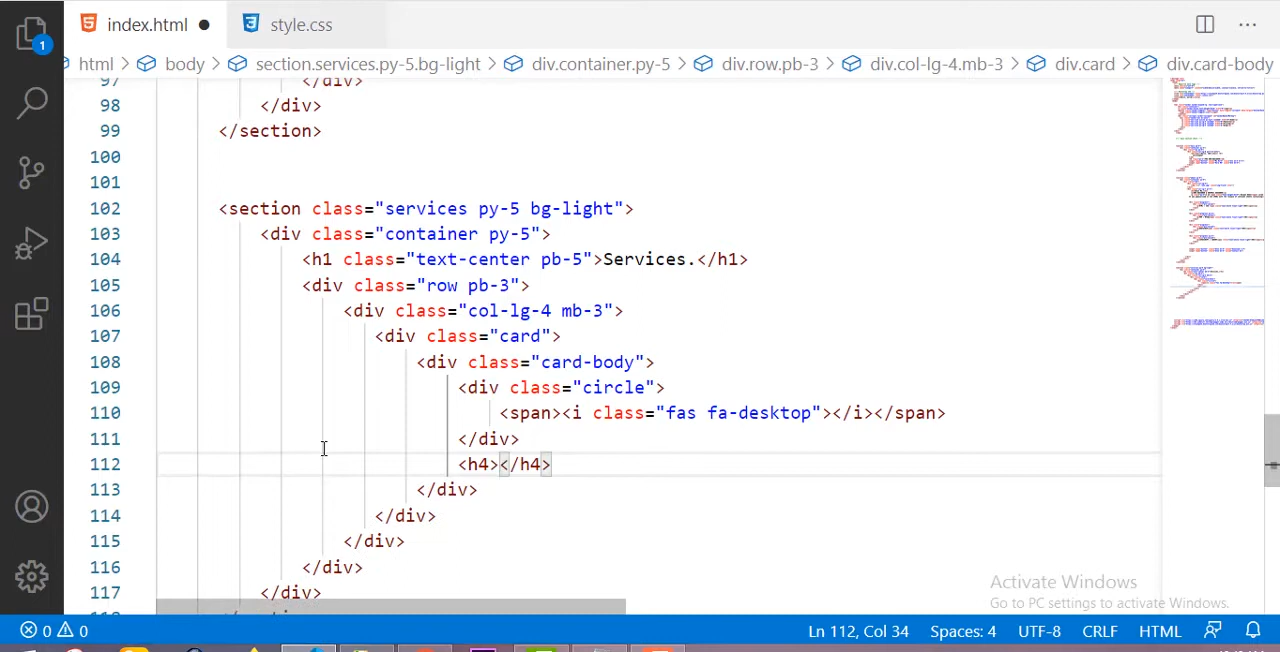 index.html ●
style.css
1
html > body > section.services.py-5.bg-light > div.container.py-5 > div.row.pb-3 > div.col-lg-4.mb-3 > div.card > div.card-body
97 </div>
98 </div>
99 </section>
100
101
102 <section class="services py-5 bg-light">
103 <div class="container py-5">
104 <h1 class="text-center pb-5">Services.</h1>
105 <div class="row pb-3">
106 <div class="col-lg-4 mb-3">
107 <div class="card">
108 <div class="card-body">
109 <div class="circle">
110 <span><i class="fas fa-desktop"></i></span>
111 </div>
112 <h4></h4>
113 </div>
114 </div>
115 </div>
116 </div>
117 </div>
Activate Windows
Go to PC settings to activate Windows.
0 0 Ln 112, Col 34 Spaces: 4 UTF-8 CRLF HTML